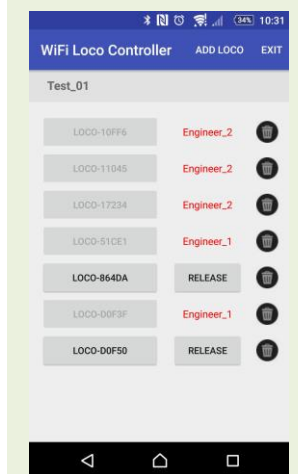 34% 10:31
WiFi Loco Controller ADD LOCO EXIT
Test_01
LOCO-10FF6 Engineer_2
LOCO-11045 Engineer_2
LOCO-17234 Engineer_2
LOCO-51CE1 Engineer_1
LOCO-864DA RELEASE
LOCO-00F3F Engineer_1
LOCO-D0F50 RELEASE